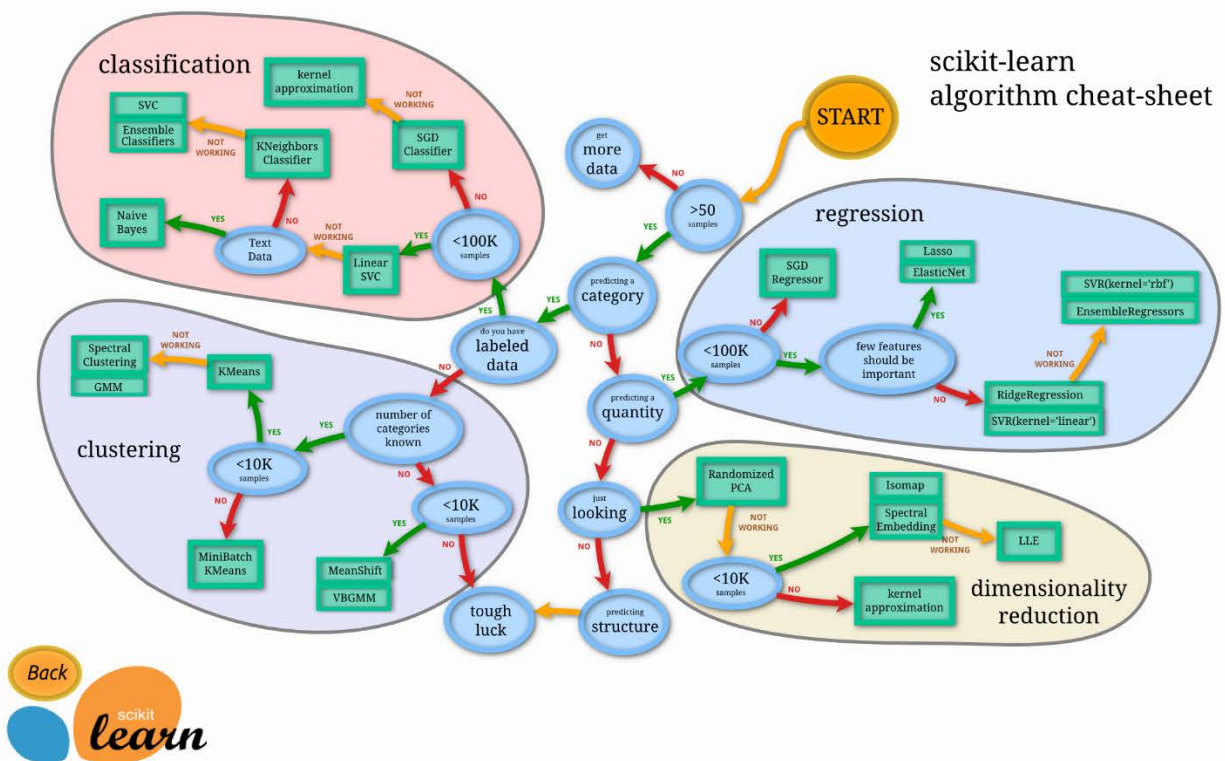 scikit-learn
algorithm cheat-sheet
START
get
more
data
NO
>50
samples
YES
predicting a
category
YES
NO
do you have
labeled
data
YES
NO
predicting a
quantity
YES
NO
just
looking
YES
NO
predicting
structure
tough
luck
classification
kernel
approximation
NOT
WORKING
SGD
Classifier
NO
<100K
samples
YES
Linear
SVC
NOT
WORKING
Text
Data
YES
NO
Naive
Bayes
KNeighbors
Classifier
NOT
WORKING
SVC
Ensemble
Classifiers
regression
SGD
Regressor
NO
<100K
samples
YES
few features
should be
important
YES
NO
Lasso
ElasticNet
RidgeRegression
SVR(kernel='linear')
NOT
WORKING
SVR(kernel='rbf')
EnsembleRegressors
clustering
number of
categories
known
YES
NO
<10K
samples
YES
NO
KMeans
NOT
WORKING
Spectral
Clustering
GMM
MiniBatch
KMeans
<10K
samples
YES
NO
MeanShift
VBGMM
dimensionality
reduction
Randomized
PCA
NOT
WORKING
<10K
samples
YES
NO
Isomap
Spectral
Embedding
NOT
WORKING
LLE
kernel
approximation
Back
scikit
learn